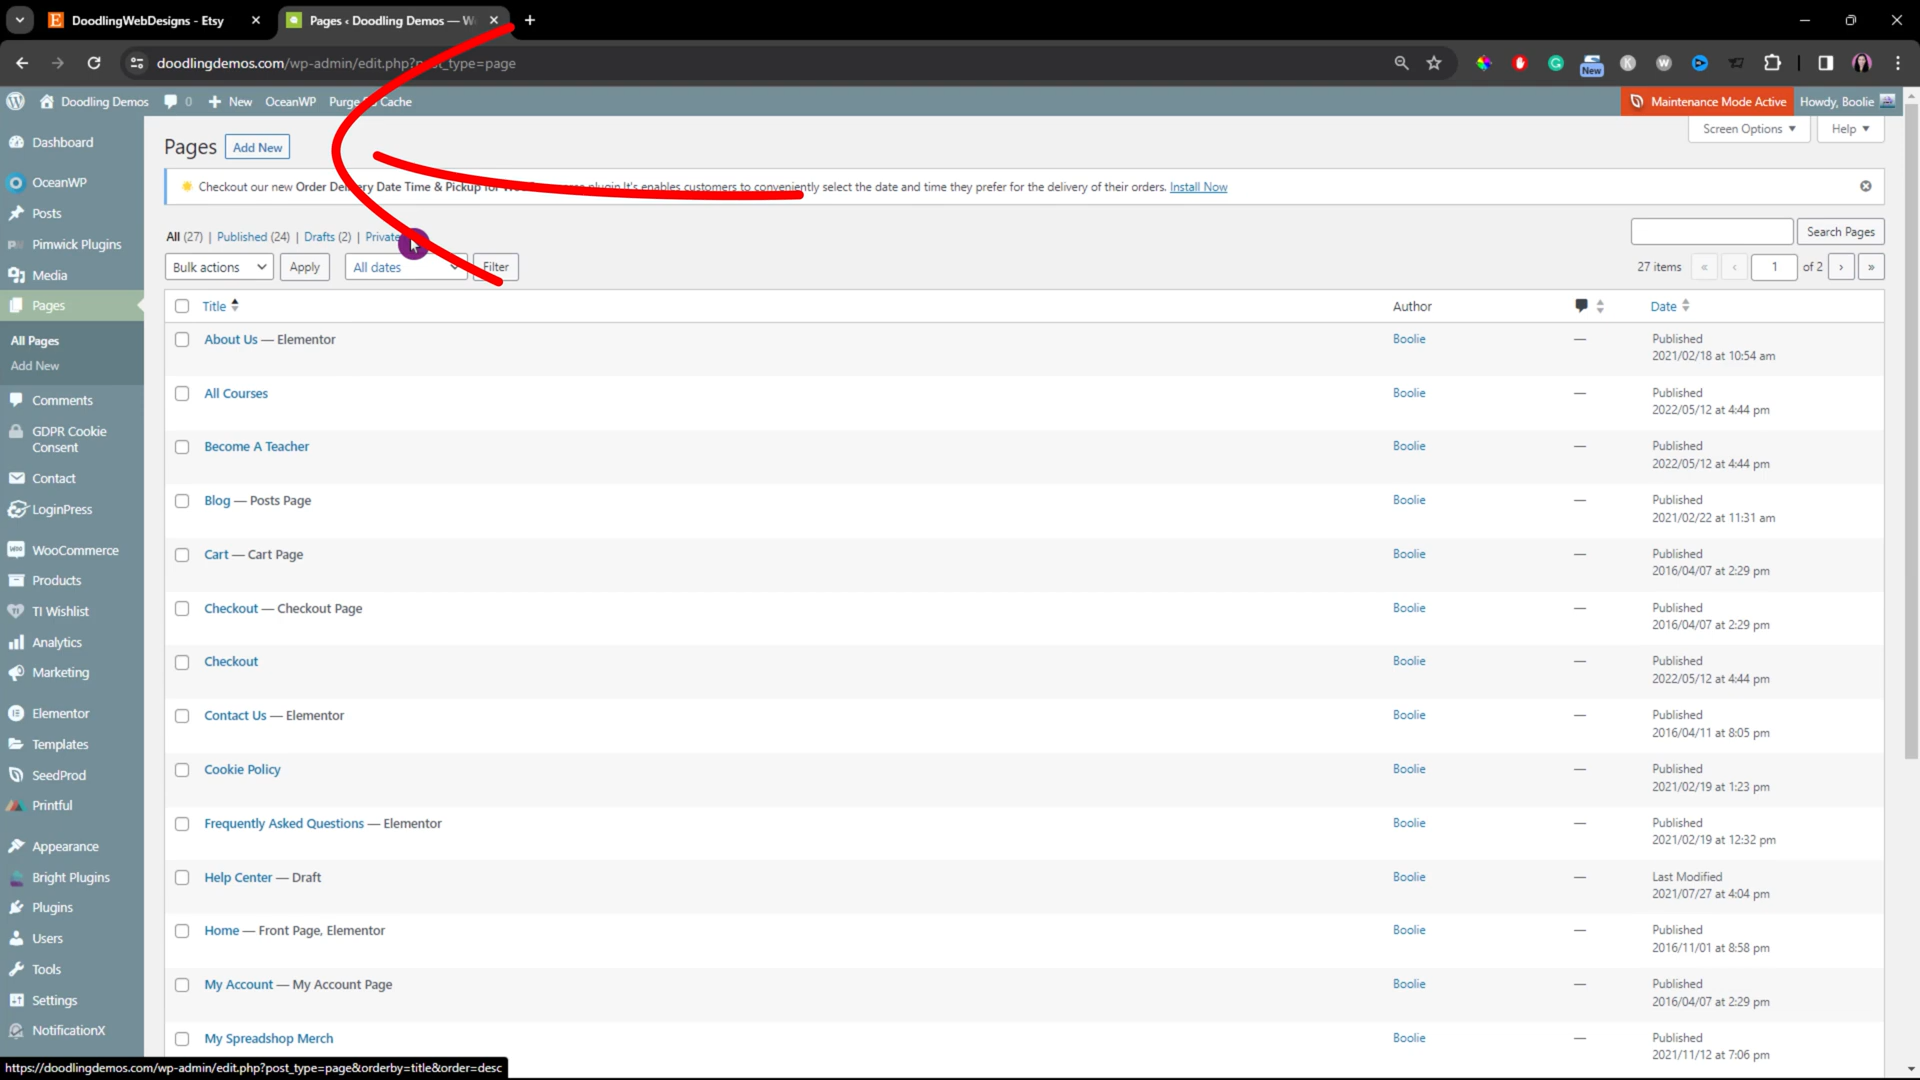 DoodlingWebDesigns - Etsy
Pages ‹ Doodling Demos — W
doodlingdemos.com/wp-admin/edit.php?post_type=page
New
Doodling Demos 0 New OceanWP Purge Cache
Maintenance Mode Active
Howdy, Boolie
Screen Options
Help
Dashboard
OceanWP
Posts
Pimwick Plugins
Media
Pages
All Pages
Add New
Comments
GDPR Cookie
Consent
Contact
LoginPress
WooCommerce
Products
TI Wishlist
Analytics
Marketing
Elementor
Templates
SeedProd
Printful
Appearance
Bright Plugins
Plugins
Users
Tools
Settings
NotificationX
Pages Add New
Checkout our new Order Delivery Date Time & Pickup for plugin. It's enables customers to conveniently select the date and time they prefer for the delivery of their orders. Install Now
All (27) | Published (24) | Drafts (2) | Private
Search Pages
Bulk actions Apply All dates Filter
27 items « ‹ 1 of 2 › »
Title Author Date
About Us — Elementor Boolie — Published
2021/02/18 at 10:54 am
All Courses Boolie — Published
2022/05/12 at 4:44 pm
Become A Teacher Boolie — Published
2022/05/12 at 4:44 pm
Blog — Posts Page Boolie — Published
2021/02/22 at 11:31 am
Cart — Cart Page Boolie — Published
2016/04/07 at 2:29 pm
Checkout — Checkout Page Boolie — Published
2016/04/07 at 2:29 pm
Checkout Boolie — Published
2022/05/12 at 4:44 pm
Contact Us — Elementor Boolie — Published
2016/04/11 at 8:05 pm
Cookie Policy Boolie — Published
2021/02/19 at 1:23 pm
Frequently Asked Questions — Elementor Boolie — Published
2021/02/19 at 12:32 pm
Help Center — Draft Boolie — Last Modified
2021/07/27 at 4:04 pm
Home — Front Page, Elementor Boolie — Published
2016/11/01 at 8:58 pm
My Account — My Account Page Boolie — Published
2016/04/07 at 2:29 pm
My Spreadshop Merch Boolie — Published
2021/11/12 at 7:06 pm
https://doodlingdemos.com/wp-admin/edit.php?post_type=page&orderby=title&order=desc